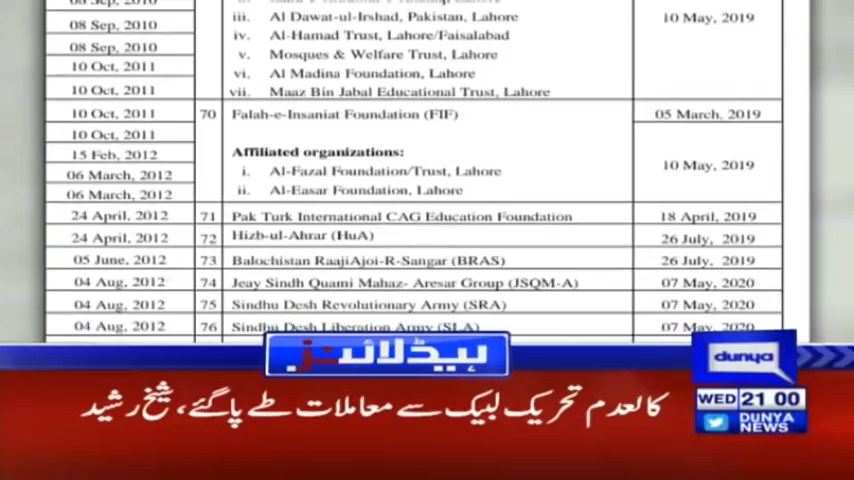 08 Sep, 2010
08 Sep, 2010 iii. Al Dawat-ul-Irshad, Pakistan, Lahore 10 May, 2019
iv. Al-Hamad Trust, Lahore/Faisalabad
08 Sep, 2010 v. Mosques & Welfare Trust, Lahore
10 Oct, 2011 vi. Al Madina Foundation, Lahore
10 Oct, 2011 vii. Maaz Bin Jabal Educational Trust, Lahore
10 Oct, 2011 70 Falah-e-Insaniat Foundation (FIF) 05 March, 2019
10 Oct, 2011
15 Feb, 2012 Affiliated organizations: 10 May, 2019
06 March, 2012 i. Al-Fazal Foundation/Trust, Lahore
06 March, 2012 ii. Al-Easar Foundation, Lahore
24 April, 2012 71 Pak Turk International CAG Education Foundation 18 April, 2019
24 April, 2012 72 Hizb-ul-Ahrar (HuA) 26 July, 2019
05 June, 2012 73 Balochistan RaajiAjoi-R-Sangar (BRAS) 26 July, 2019
04 Aug, 2012 74 Jeay Sindh Quami Mahaz- Aresar Group (JSQM-A) 07 May, 2020
04 Aug, 2012 75 Sindhu Desh Revolutionary Army (SRA) 07 May, 2020
04 Aug, 2012 76 Sindhu Desh Liberation Army (SLA) 07 May, 2020
ہیڈلائنز
dunya
کالعدم تحریک لبیک سے معاملات طے پاگئے، شیخ رشید
WED 21 00
DUNYA
NEWS